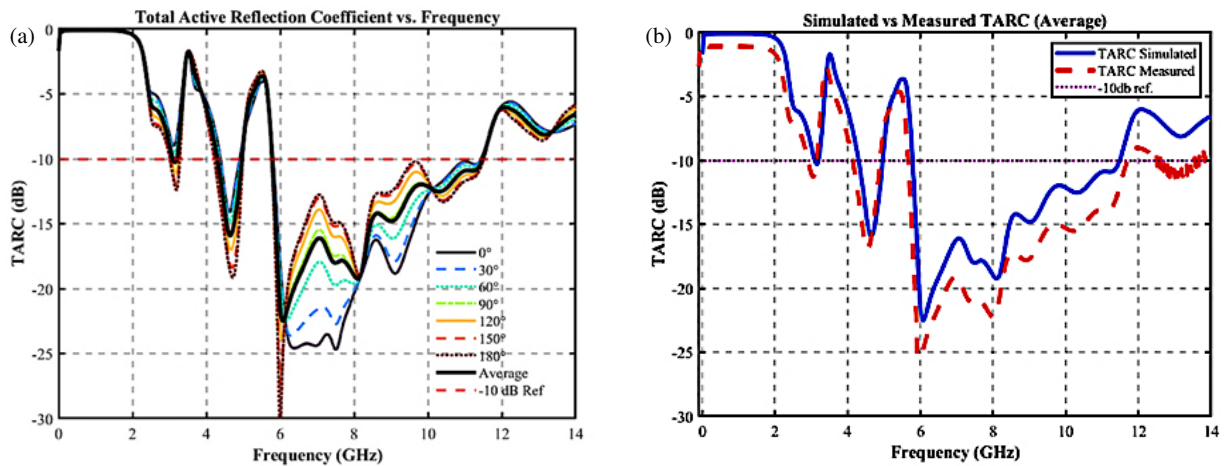 (a)
Total Active Reflection Coefficient vs. Frequency
0
-5
-10
-15
-20
-25
-30
TARC (dB)
0°
30°
60°
90°
120°
150°
180°
Average
-10 dB Ref
0 2 4 6 8 10 12 14
Frequency (GHz)
(b)
Simulated vs Measured TARC (Average)
TARC Simulated
TARC Measured
-10db ref.
0
-5
-10
-15
-20
-25
-30
TARC (dB)
0 2 4 6 8 10 12 14
Frequency (GHz)